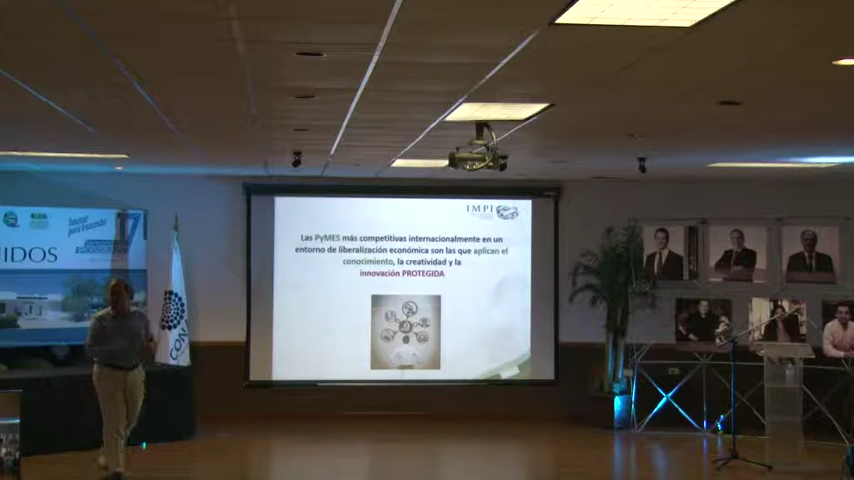 IMPI
Las PyMES más competitivas internacionalmente en un
entorno de liberalización económica son las que aplican el
conocimiento, la creatividad y la
innovación PROTEGIDA
NIDOS
CON